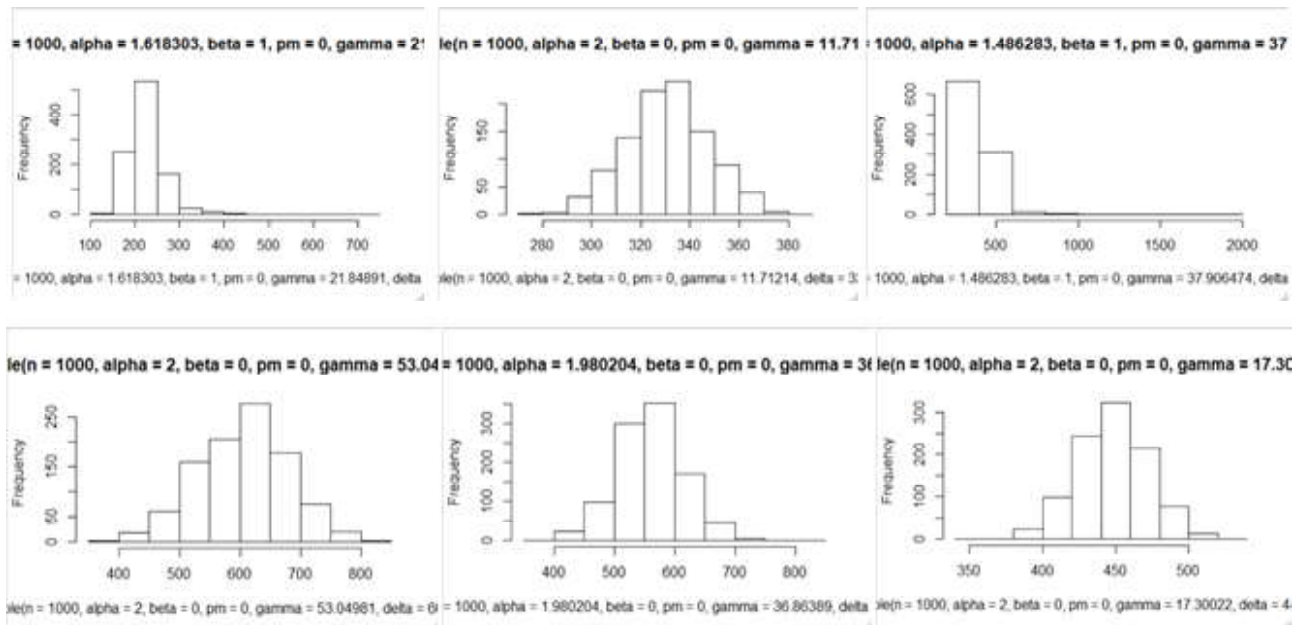 = 1000, alpha = 1.618303, beta = 1, pm = 0, gamma = 21
Frequency
0 200 400
100 200 300 400 500 600 700
= 1000, alpha = 1.618303, beta = 1, pm = 0, gamma = 21.84891, delta
le(n = 1000, alpha = 2, beta = 0, pm = 0, gamma = 11.71
Frequency
0 50 150
280 300 320 340 360 380
ole(n = 1000, alpha = 2, beta = 0, pm = 0, gamma = 11.71214, delta = 33
1000, alpha = 1.486283, beta = 1, pm = 0, gamma = 37
Frequency
0 200 400 600
500 1000 1500 2000
1000, alpha = 1.486283, beta = 1, pm = 0, gamma = 37.906474, delta
le(n = 1000, alpha = 2, beta = 0, pm = 0, gamma = 53.04
Frequency
0 50 150 250
400 500 600 700 800
ole(n = 1000, alpha = 2, beta = 0, pm = 0, gamma = 53.04981, delta = 60
= 1000, alpha = 1.980204, beta = 0, pm = 0, gamma = 36
Frequency
0 100 200 300
400 500 600 700 800
= 1000, alpha = 1.980204, beta = 0, pm = 0, gamma = 36.86389, delta
le(n = 1000, alpha = 2, beta = 0, pm = 0, gamma = 17.30
Frequency
0 100 200 300
350 400 450 500
ole(n = 1000, alpha = 2, beta = 0, pm = 0, gamma = 17.30022, delta = 44